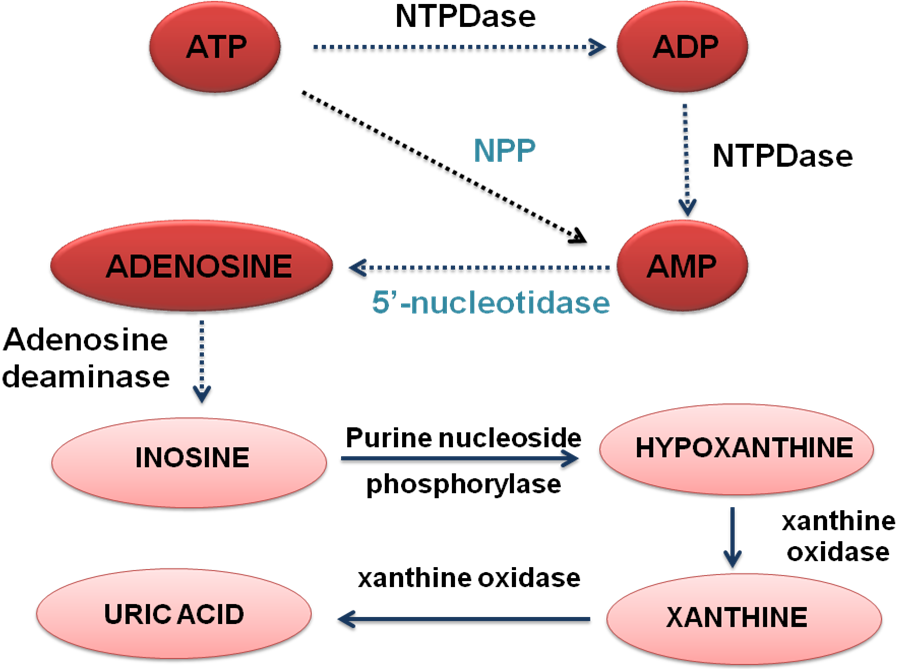 NTPDase
ATP
ADP
NPP
NTPDase
ADENOSINE
AMP
5’-nucleotidase
Adenosine
deaminase
INOSINE
Purine nucleoside
phosphorylase
HYPOXANTHINE
xanthine
oxidase
xanthine oxidase
URIC ACID
XANTHINE